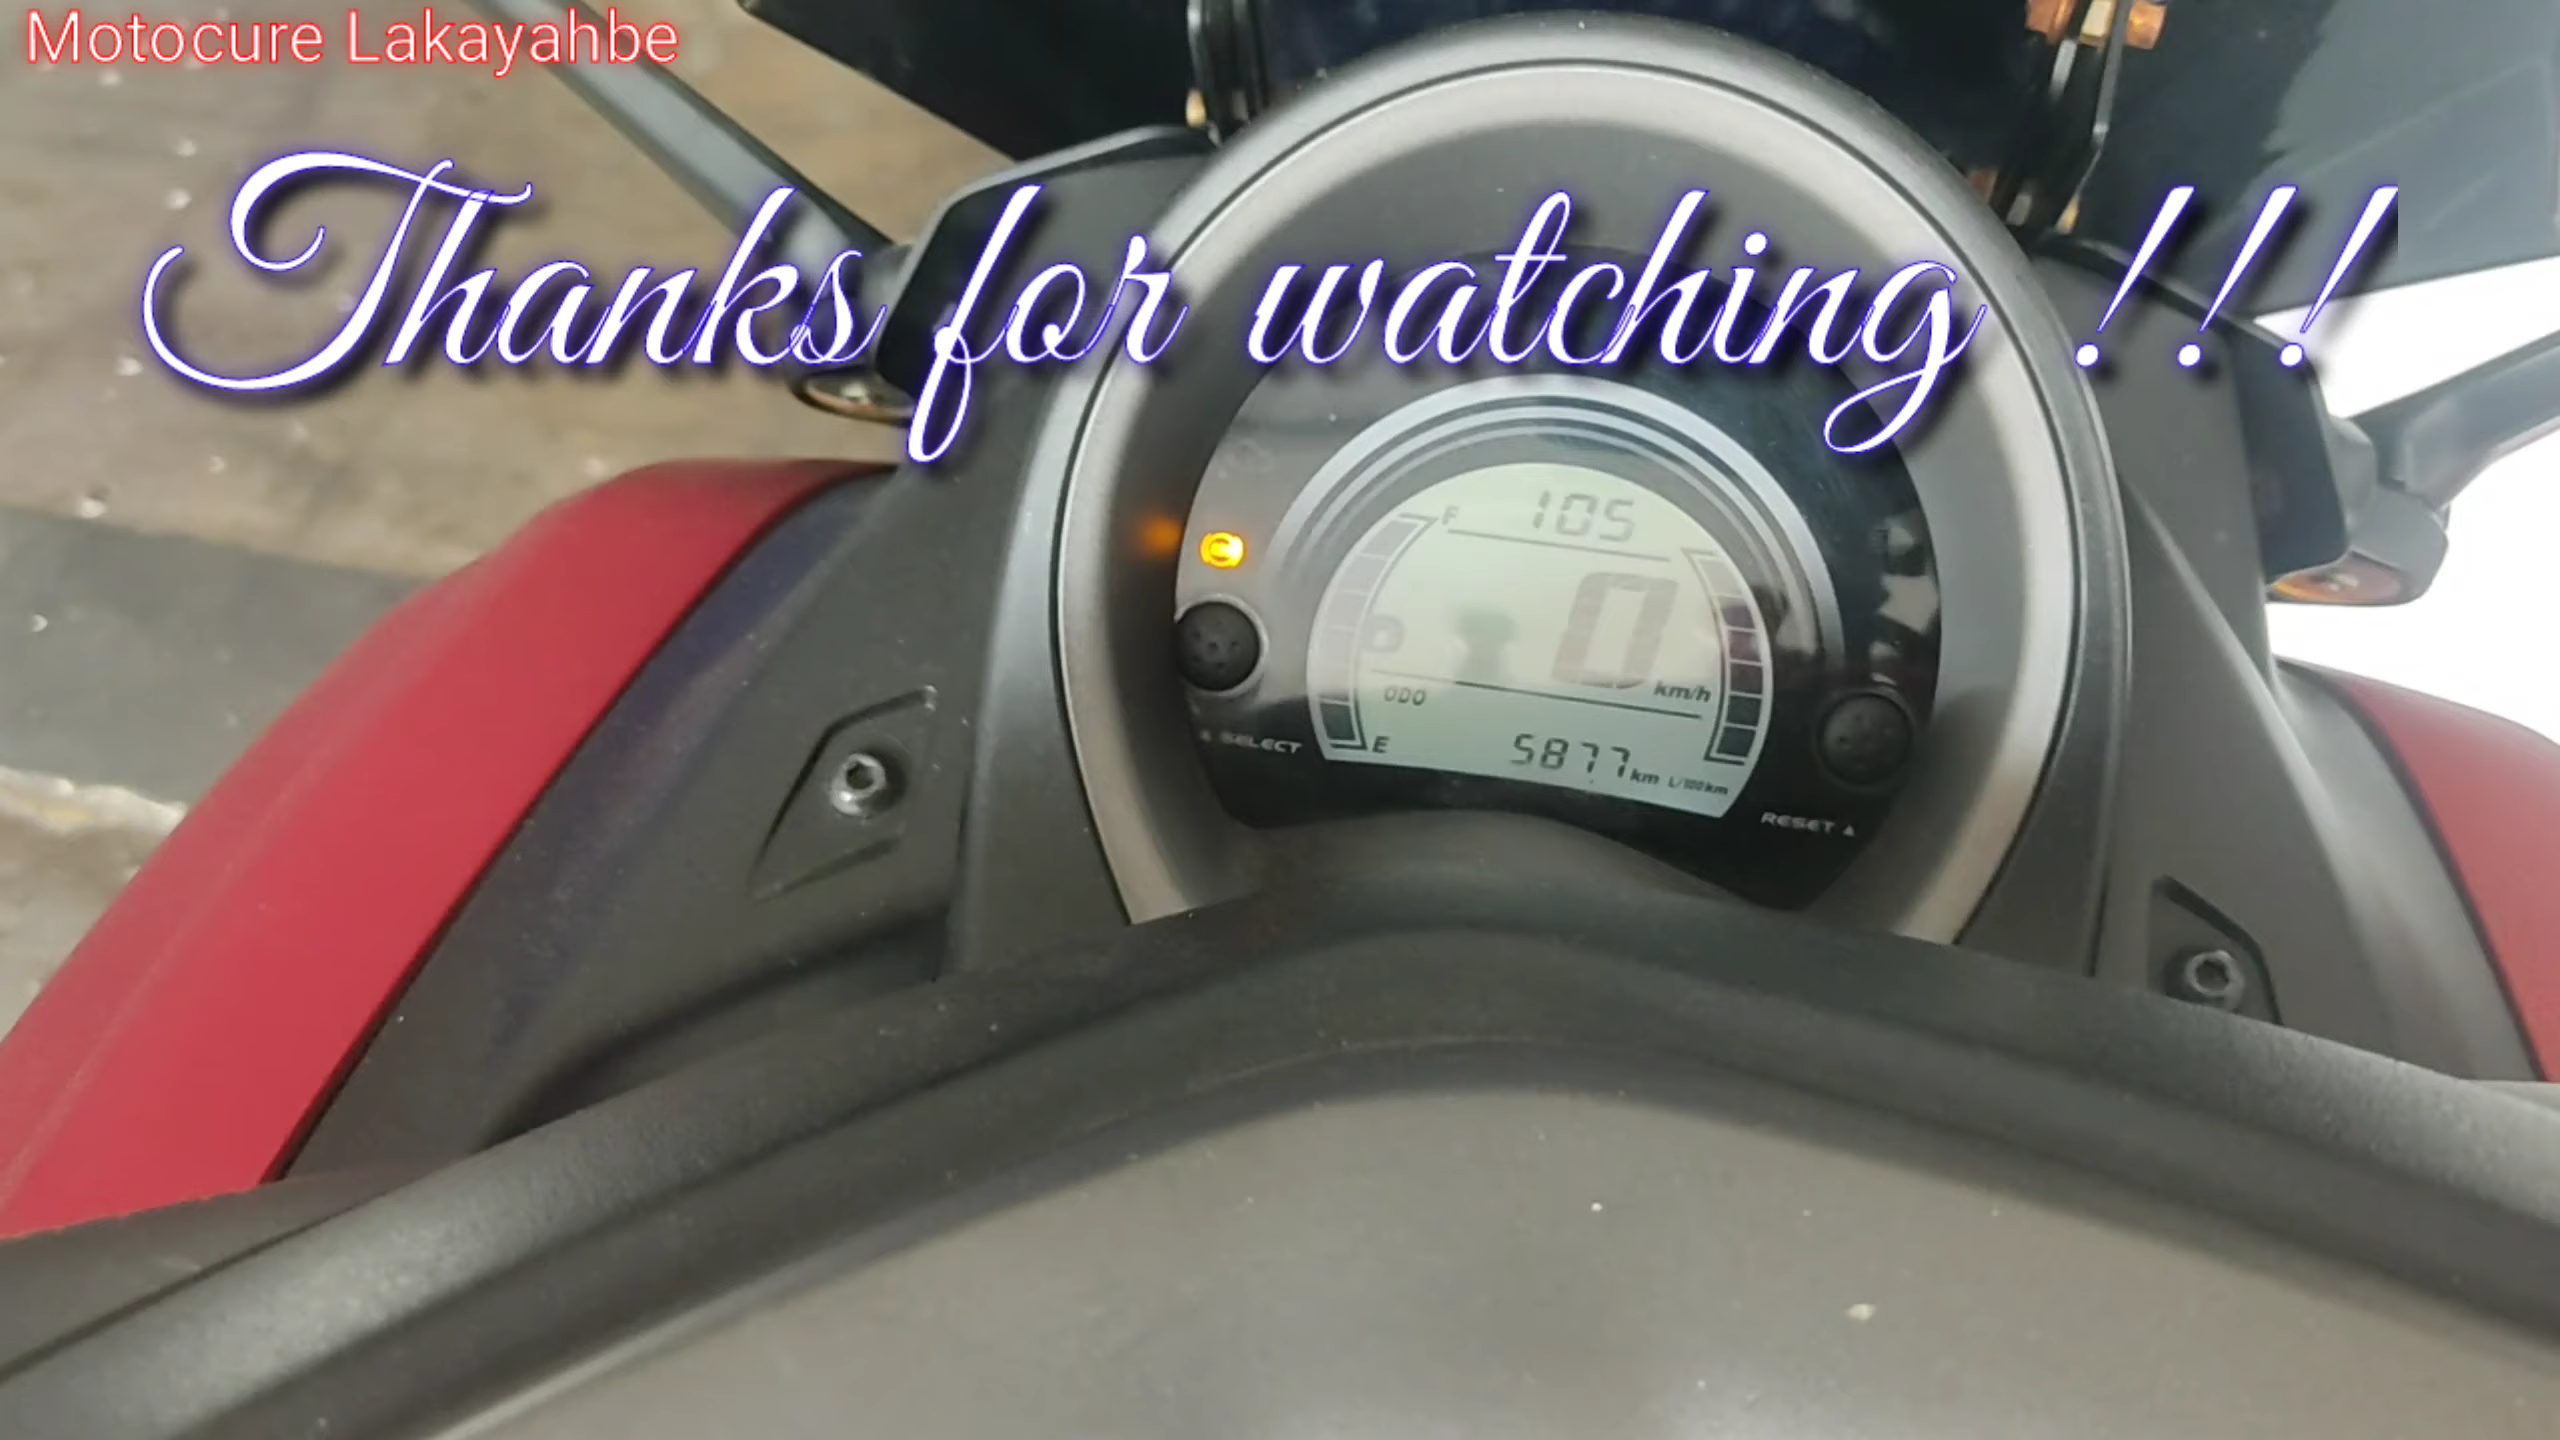 Motocure Lakayahbe
Thanks for watching !!!
F 105
0 km/h
ODO
E 5877 km L/100km
SELECT
RESET ▲